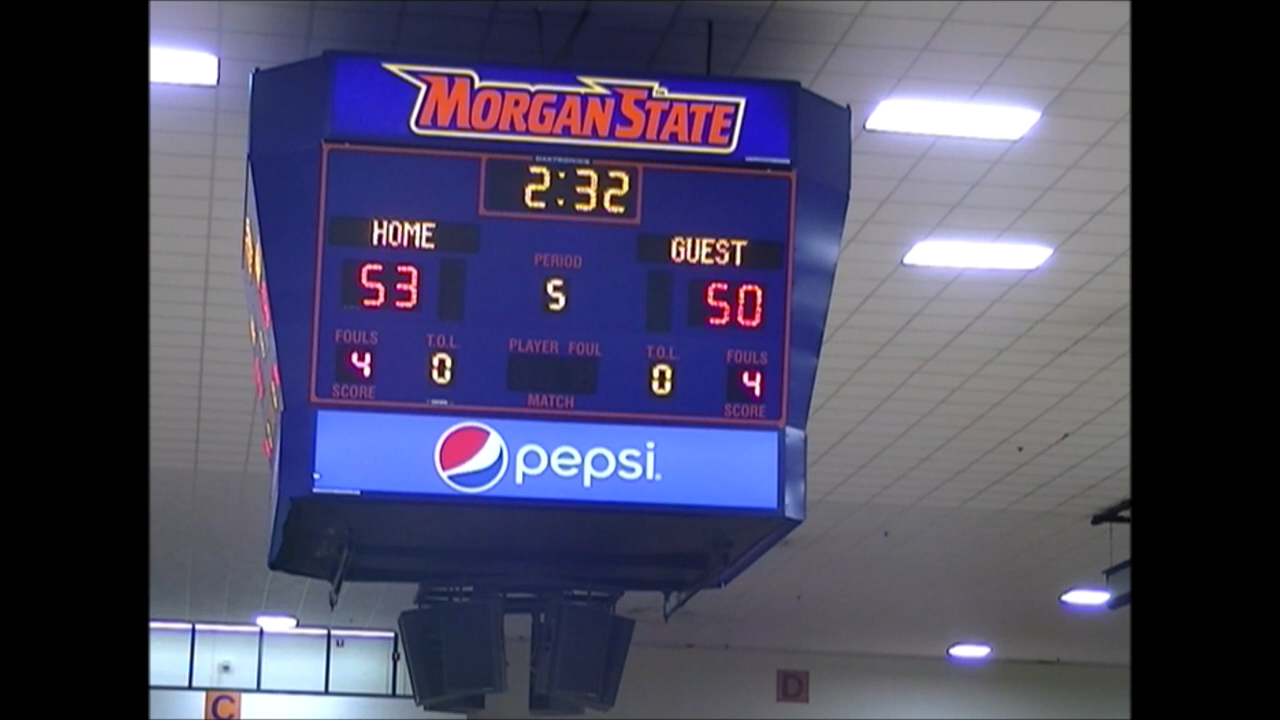 MORGAN STATE
DAKTRONICS
2:32
HOME
GUEST
53
PERIOD
5
50
FOULS
T.O.L.
PLAYER FOUL
T.O.L.
FOULS
4
0
0
4
SCORE
MATCH
SCORE
pepsi
C
D